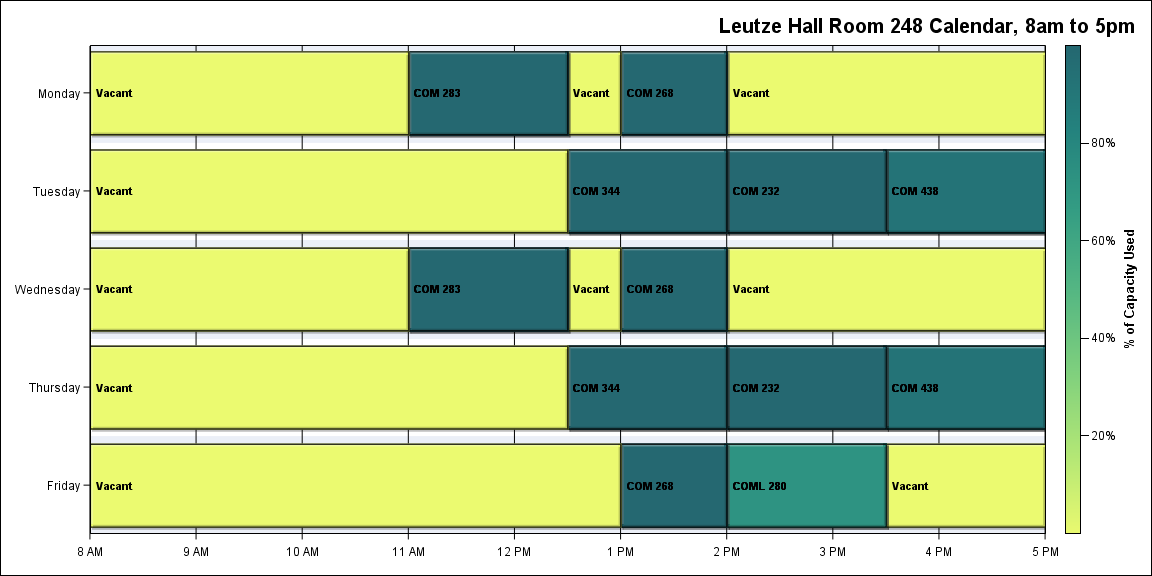 Leutze Hall Room 248 Calendar, 8am to 5pm
Monday
Vacant
COM 283
Vacant
COM 268
Vacant
Tuesday
Vacant
COM 344
COM 232
COM 438
Wednesday
Vacant
COM 283
Vacant
COM 268
Vacant
Thursday
Vacant
COM 344
COM 232
COM 438
Friday
Vacant
COM 268
COML 280
Vacant
8 AM
9 AM
10 AM
11 AM
12 PM
1 PM
2 PM
3 PM
4 PM
5 PM
80%
60%
40%
20%
% of Capacity Used